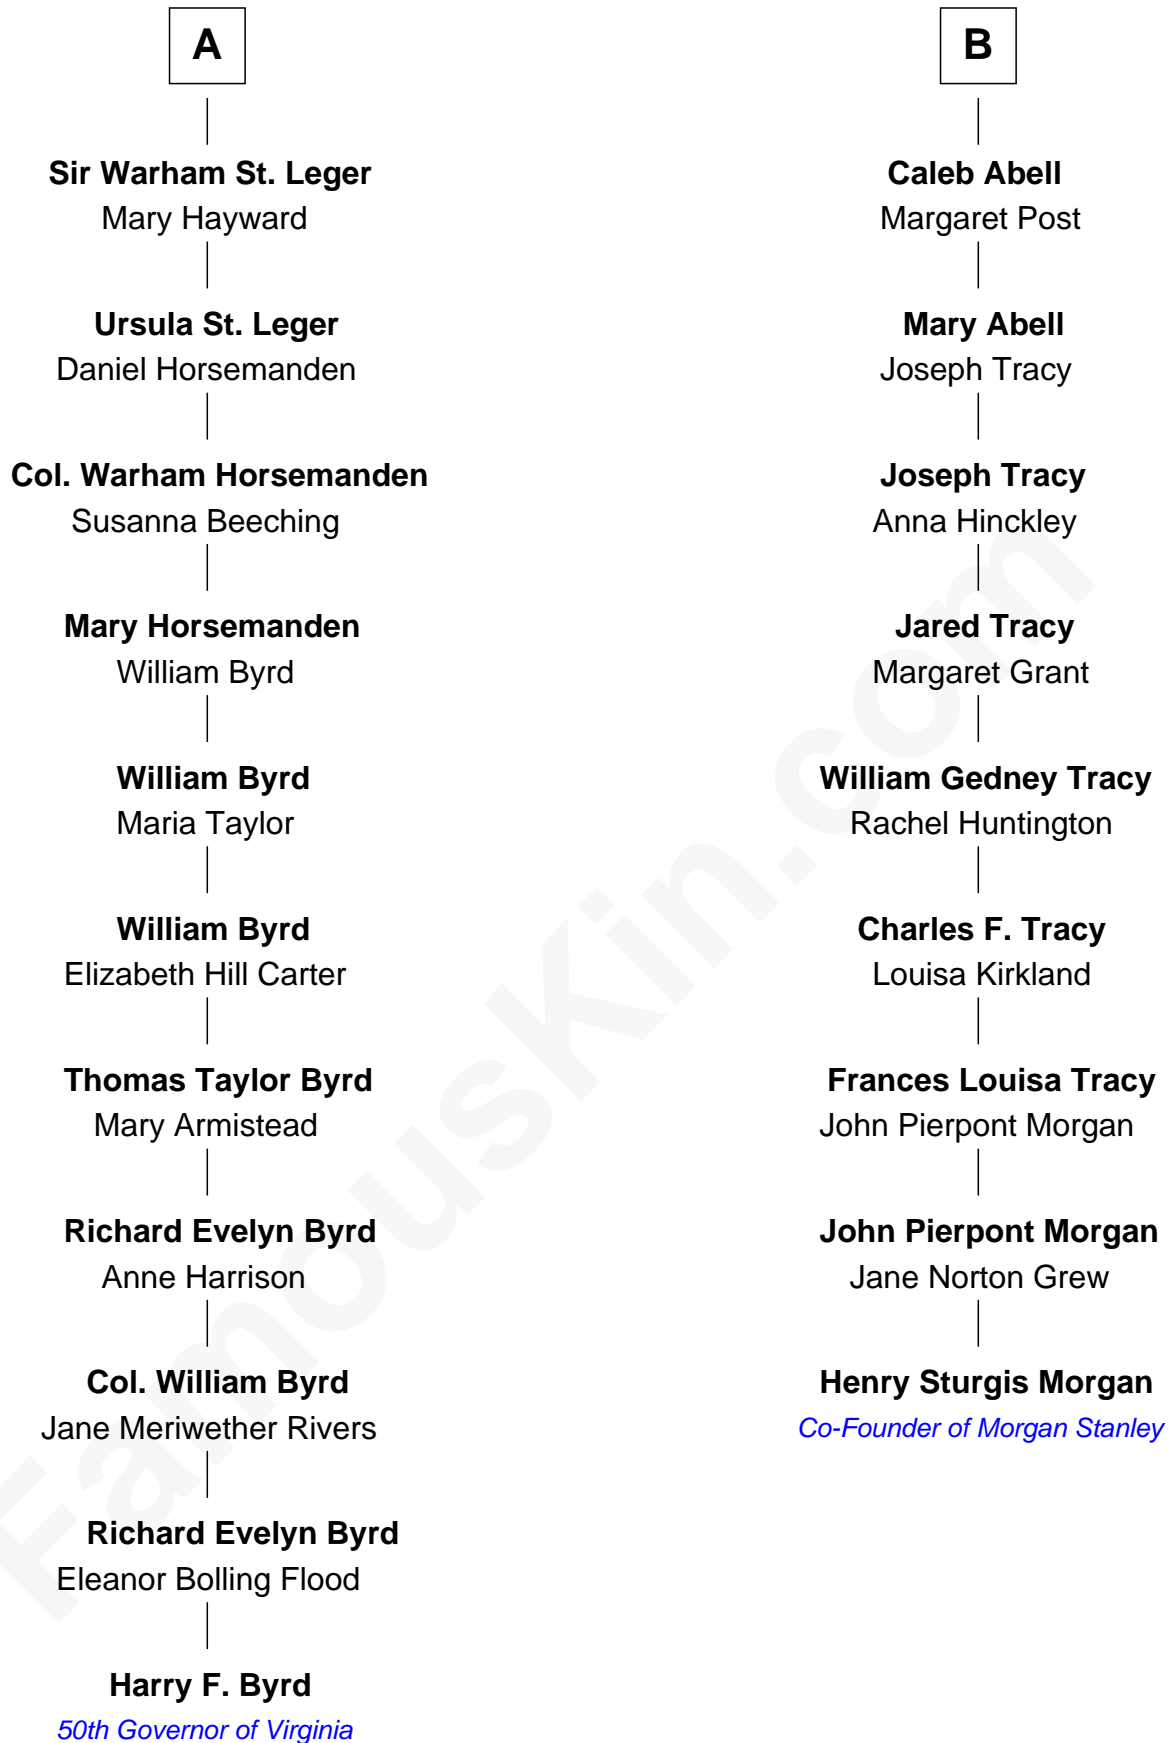 A
Sir Warham St. Leger
Mary Hayward
Ursula St. Leger
Daniel Horsemanden
Col. Warham Horsemanden
Susanna Beeching
Mary Horsemanden
William Byrd
William Byrd
Maria Taylor
William Byrd
Elizabeth Hill Carter
Thomas Taylor Byrd
Mary Armistead
Richard Evelyn Byrd
Anne Harrison
Col. William Byrd
Jane Meriwether Rivers
Richard Evelyn Byrd
Eleanor Bolling Flood
Harry F. Byrd
50th Governor of Virginia
B
Caleb Abell
Margaret Post
Mary Abell
Joseph Tracy
Joseph Tracy
Anna Hinckley
Jared Tracy
Margaret Grant
William Gedney Tracy
Rachel Huntington
Charles F. Tracy
Louisa Kirkland
Frances Louisa Tracy
John Pierpont Morgan
John Pierpont Morgan
Jane Norton Grew
Henry Sturgis Morgan
Co-Founder of Morgan Stanley
FamousKin.com